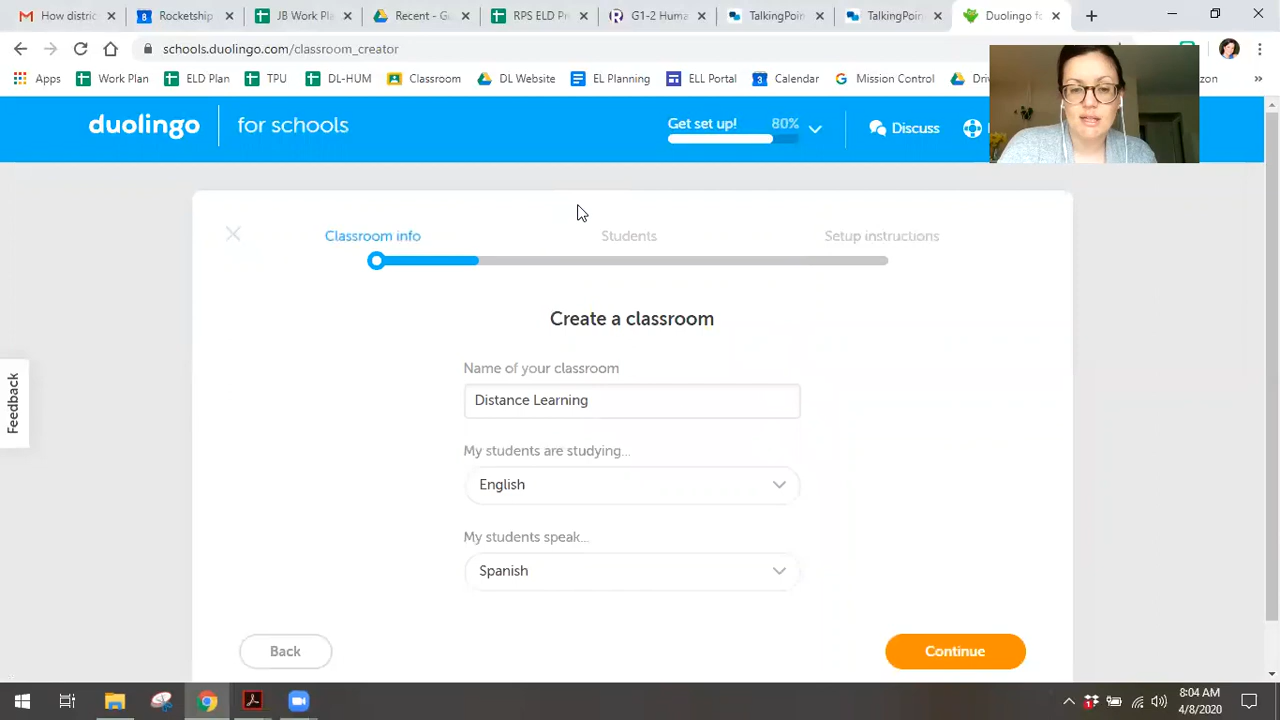 How distric
Rocketship
JB Work Pl
Recent - G
RPS ELD Pr
G1-2 Huma
TalkingPoin
TalkingPoin
Duolingo fo
schools.duolingo.com/classroom_creator
Apps Work Plan ELD Plan TPU DL-HUM Classroom DL Website EL Planning ELL Portal Calendar Mission Control
duolingo for schools
Get set up! 80%
Discuss
Classroom info Students Setup instructions
Create a classroom
Name of your classroom
Distance Learning
My students are studying...
English
My students speak...
Spanish
Back
Continue
Feedback
8:04 AM
4/8/2020